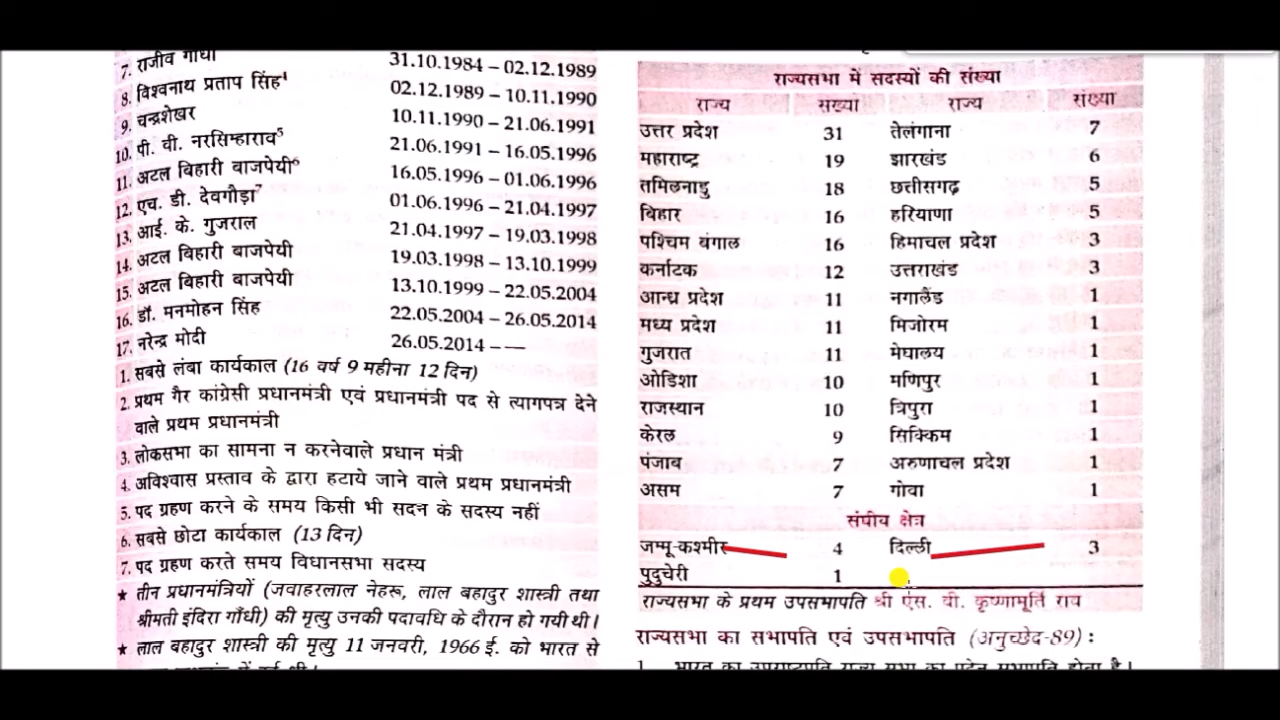 7. राजीव गाँधी 31.10.1984 – 02.12.1989
8. विश्वनाथ प्रताप सिंह⁴ 02.12.1989 – 10.11.1990
9. चन्द्रशेखर 10.11.1990 – 21.06.1991
10. पी. वी. नरसिम्हाराव⁵ 21.06.1991 – 16.05.1996
11. अटल बिहारी बाजपेयी⁶ 16.05.1996 – 01.06.1996
12. एच. डी. देवगौड़ा⁷ 01.06.1996 – 21.04.1997
13. आई. के. गुजराल 21.04.1997 – 19.03.1998
14. अटल बिहारी बाजपेयी 19.03.1998 – 13.10.1999
15. अटल बिहारी बाजपेयी 13.10.1999 – 22.05.2004
16. डॉ. मनमोहन सिंह 22.05.2004 – 26.05.2014
17. नरेन्द्र मोदी 26.05.2014 – —
1. सबसे लंबा कार्यकाल (16 वर्ष 9 महीना 12 दिन)
2. प्रथम गैर कांग्रेसी प्रधानमंत्री एवं प्रधानमंत्री पद से त्यागपत्र देने
वाले प्रथम प्रधानमंत्री
3. लोकसभा का सामना न करनेवाले प्रधान मंत्री
4. अविश्वास प्रस्ताव के द्वारा हटाये जाने वाले प्रथम प्रधानमंत्री
5. पद ग्रहण करने के समय किसी भी सदन के सदस्य नहीं
6. सबसे छोटा कार्यकाल (13 दिन)
7. पद ग्रहण करते समय विधानसभा सदस्य
★ तीन प्रधानमंत्रियों (जवाहरलाल नेहरू, लाल बहादुर शास्त्री तथा
श्रीमती इंदिरा गाँधी) की मृत्यु उनकी पदावधि के दौरान हो गयी थी।
★ लाल बहादुर शास्त्री की मृत्यु 11 जनवरी, 1966 ई. को भारत से
राज्यसभा में सदस्यों की संख्या
राज्य संख्या राज्य संख्या
उत्तर प्रदेश 31 तेलंगाना 7
महाराष्ट्र 19 झारखंड 6
तमिलनाडु 18 छत्तीसगढ़ 5
बिहार 16 हरियाणा 5
पश्चिम बंगाल 16 हिमाचल प्रदेश 3
कर्नाटक 12 उत्तराखंड 3
आन्ध्र प्रदेश 11 नगालैंड 1
मध्य प्रदेश 11 मिजोरम 1
गुजरात 11 मेघालय 1
ओडिशा 10 मणिपुर 1
राजस्थान 10 त्रिपुरा 1
केरल 9 सिक्किम 1
पंजाब 7 अरुणाचल प्रदेश 1
असम 7 गोवा 1
संघीय क्षेत्र
जम्मू-कश्मीर 4 दिल्ली 3
पुदुचेरी 1
राज्यसभा के प्रथम उपसभापति श्री एस. वी. कृष्णामूर्ति राव
राज्यसभा का सभापति एवं उपसभापति (अनुच्छेद-89) :
1. भारत का उपराष्ट्रपति राज्य सभा का पदेन सभापति होता है।